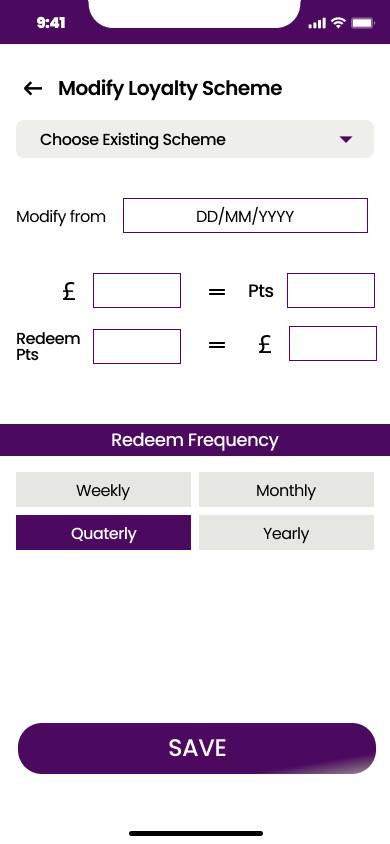 9:41
Modify Loyalty Scheme
Choose Existing Scheme
Modify from DD/MM/YYYY
£ = Pts
Redeem
Pts = £
Redeem Frequency
Weekly Monthly
Quaterly Yearly
SAVE